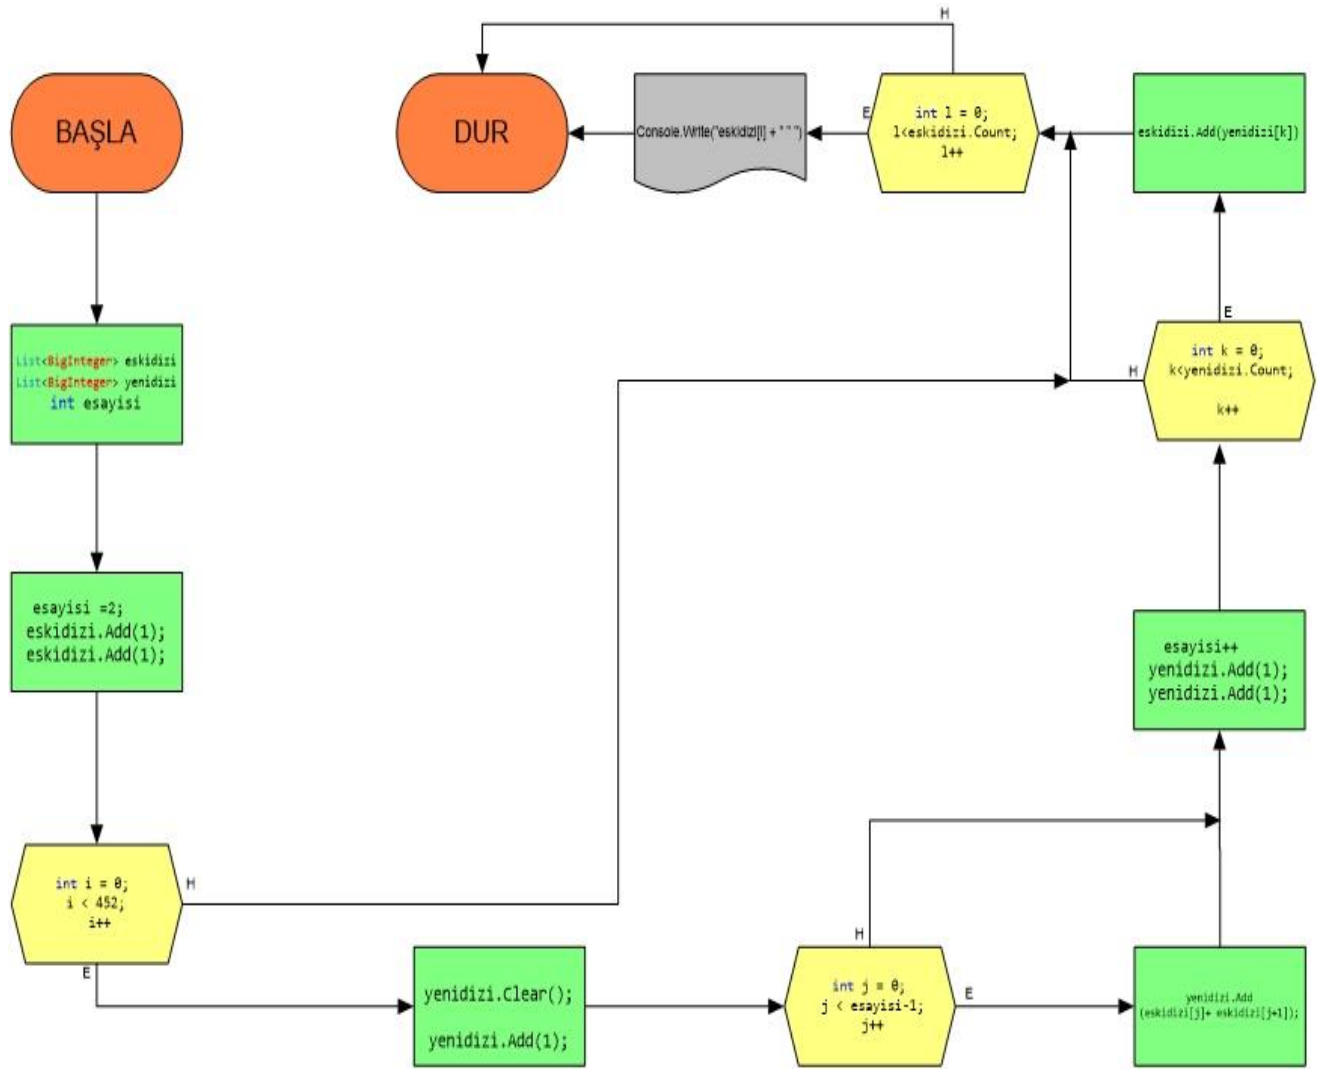 BAŞLA
List<BigInteger> eskidizi
List<BigInteger> yenidizi
int esayisi
esayisi =2;
eskidizi.Add(1);
eskidizi.Add(1);
int i = 0;
i < 452;
i++
H
E
yenidizi.Clear();
yenidizi.Add(1);
int j = 0;
j < esayisi-1;
j++
H
E
yenidizi.Add
(eskidizi[j]+ eskidizi[j+1]);
esayisi++
yenidizi.Add(1);
yenidizi.Add(1);
int k = 0;
k<yenidizi.Count;
k++
H
E
eskidizi.Add(yenidizi[k])
int l = 0;
l<eskidizi.Count;
l++
H
E
Console.Write("eskidizi[l] + " " ")
DUR